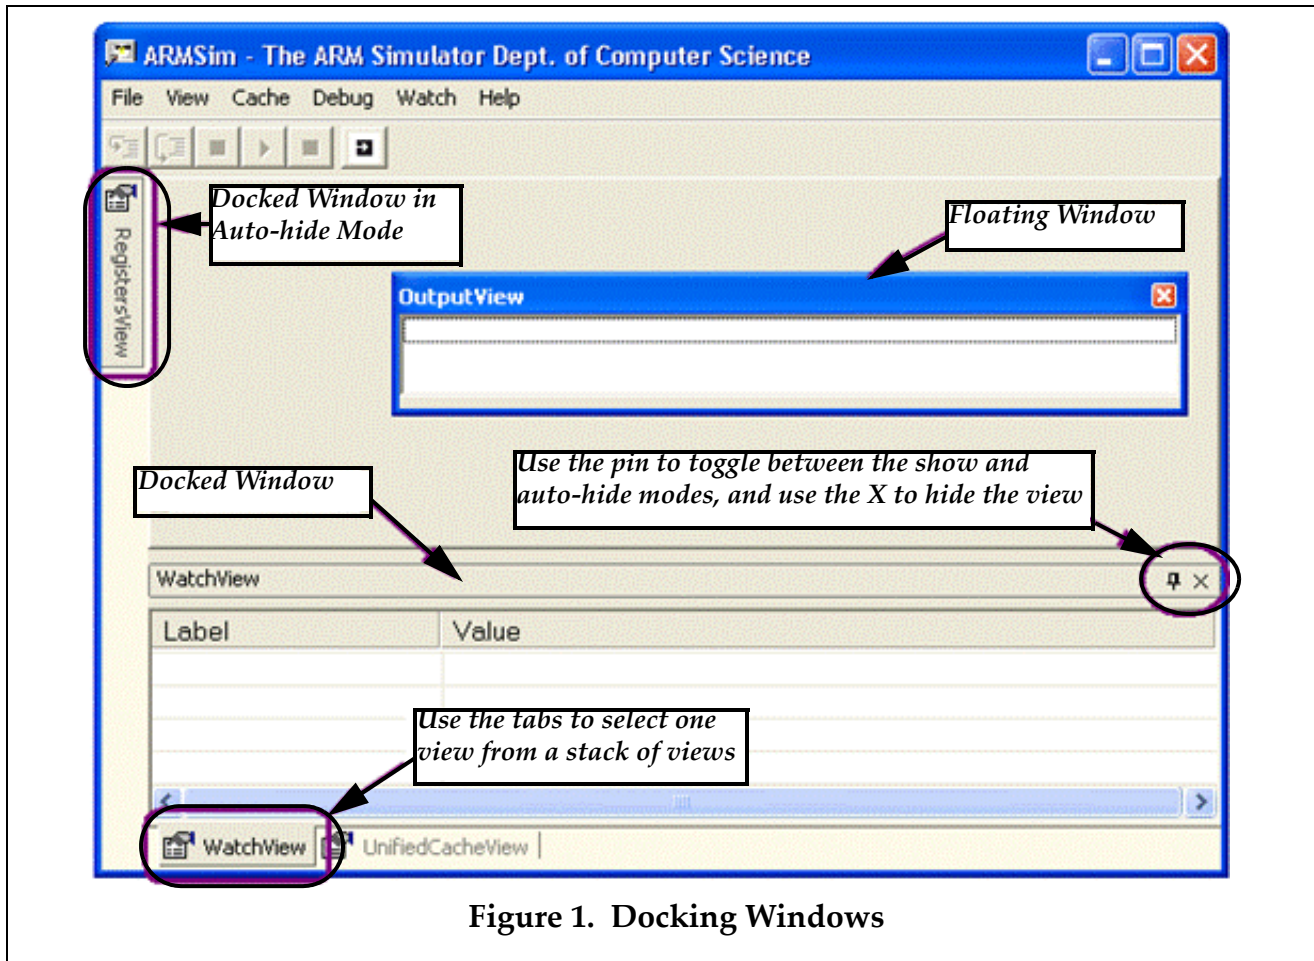 ARMSim - The ARM Simulator Dept. of Computer Science
File View Cache Debug Watch Help
Docked Window in
Auto-hide Mode
Floating Window
RegistersView
OutputView
Use the pin to toggle between the show and
auto-hide modes, and use the X to hide the view
Docked Window
WatchView
Label Value
Use the tabs to select one
view from a stack of views
WatchView UnifiedCacheView
Figure 1. Docking Windows